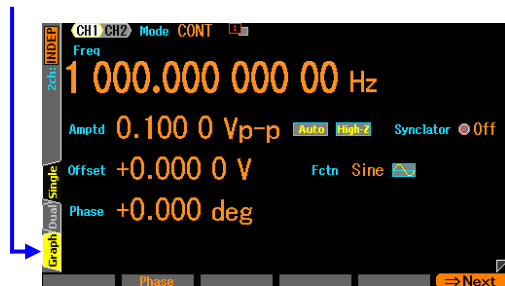 2ch: INDEP
CH1 CH2 Mode CONT 1
Freq
1 000.000 000 00 Hz
Amptd 0.100 0 Vp-p Auto High-Z Synclator Off
Offset +0.000 0 V Fctn Sine
Phase +0.000 deg
Single
Dual
Graph
Phase ⇒Next